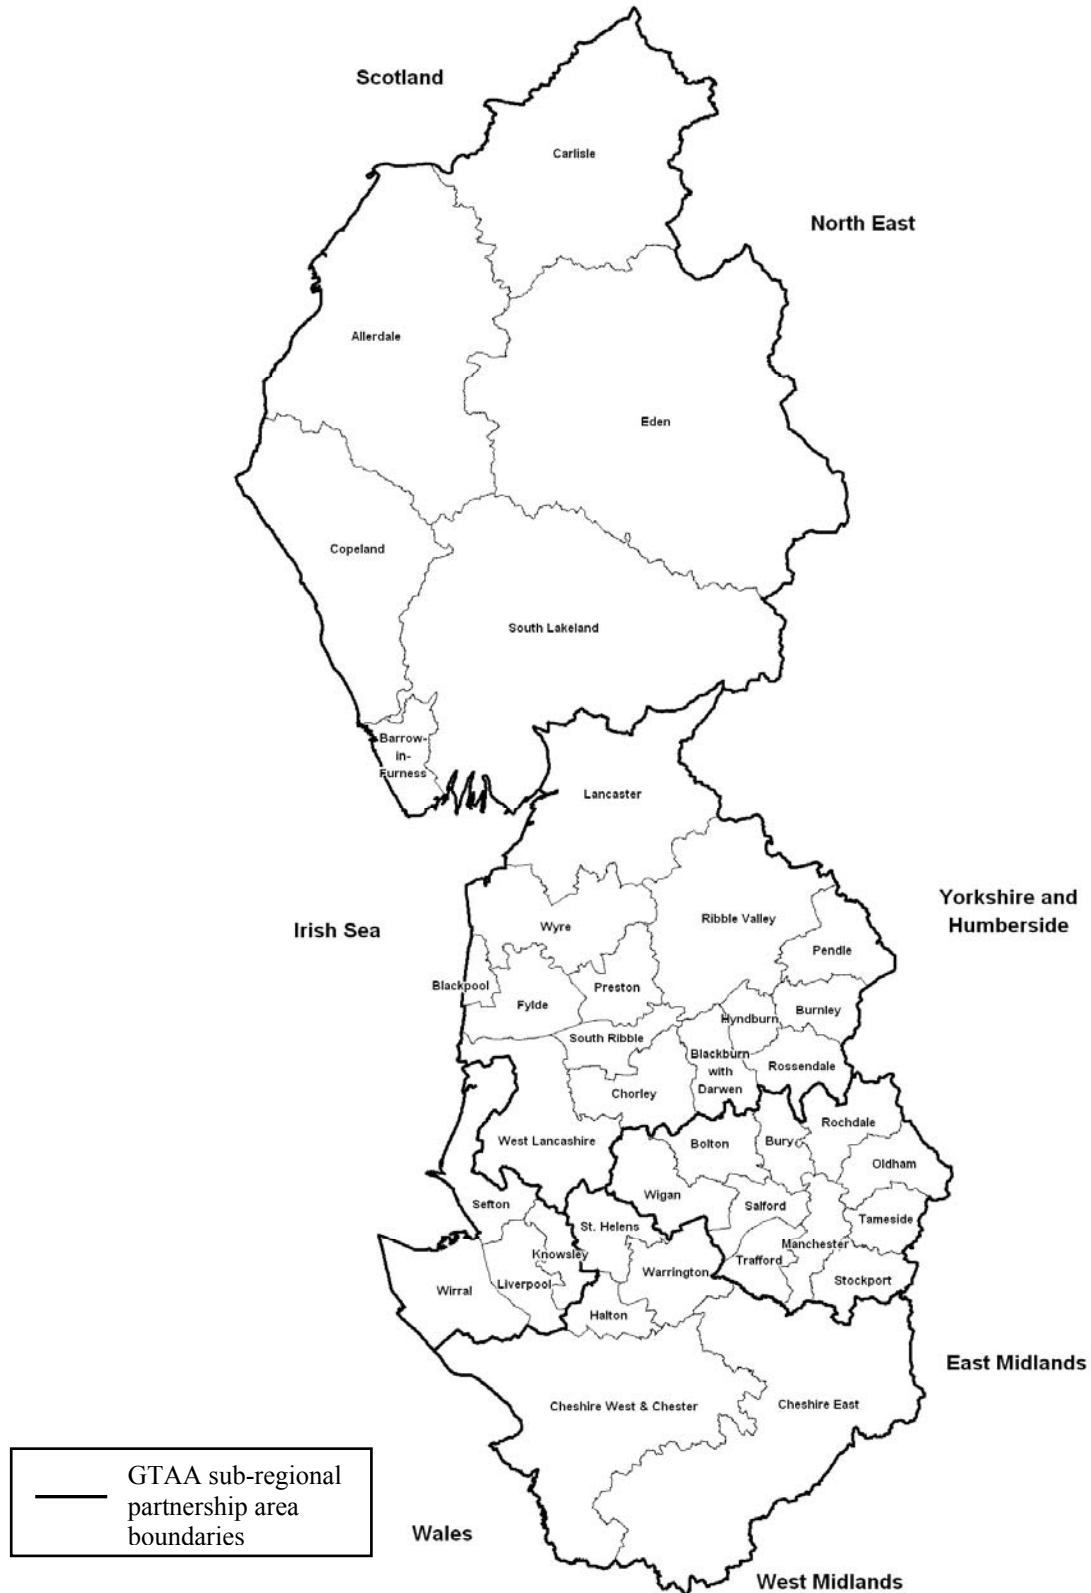 Scotland
Carlisle
North East
Allerdale
Eden
Copeland
South Lakeland
Barrow-
in-
Furness
Lancaster
Irish Sea
Yorkshire and
Humberside
Wyre
Ribble Valley
Pendle
Blackpool
Fylde
Preston
Hyndburn
Burnley
South Ribble
Blackburn
with
Darwen
Rossendale
Chorley
West Lancashire
Bolton
Bury
Rochdale
Oldham
Wigan
Salford
Sefton
Tameside
St. Helens
Manchester
Knowsley
Trafford
Warrington
Stockport
Liverpool
Wirral
Halton
East Midlands
Cheshire West & Chester
Cheshire East
GTAA sub-regional
partnership area
boundaries
Wales
West Midlands